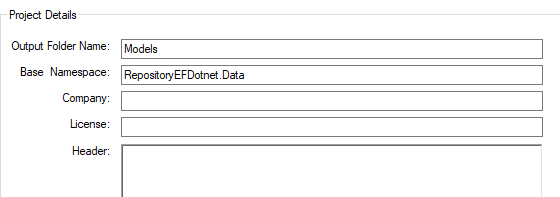 Project Details
Output Folder Name: Models
Base Namespace: RepositoryEFDotnet.Data
Company:
License:
Header: